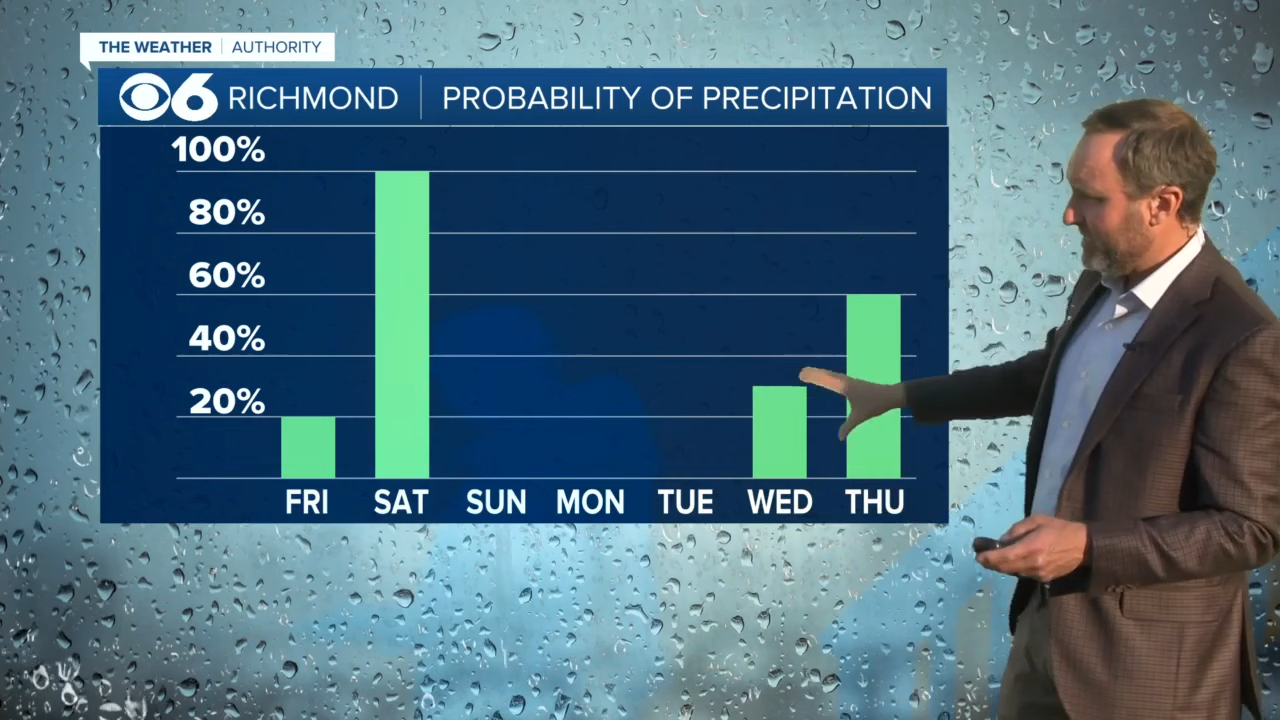 THE WEATHER | AUTHORITY
6 RICHMOND | PROBABILITY OF PRECIPITATION
100%
80%
60%
40%
20%
FRI SAT SUN MON TUE WED THU